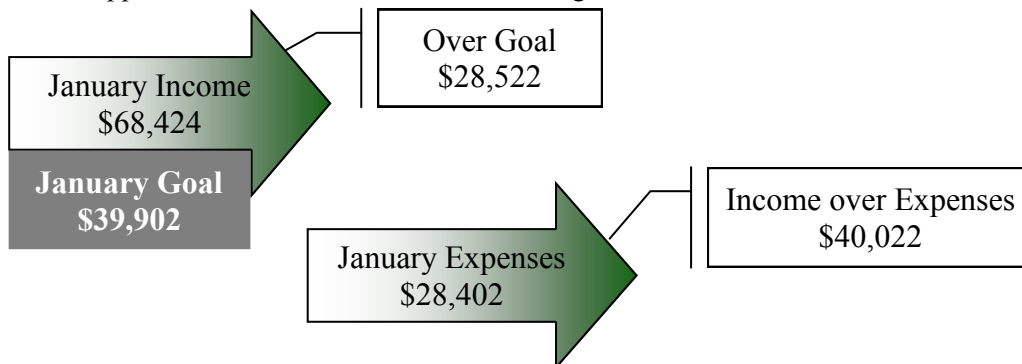 Over Goal
$28,522
January Income
$68,424
January Goal
$39,902
Income over Expenses
$40,022
January Expenses
$28,402